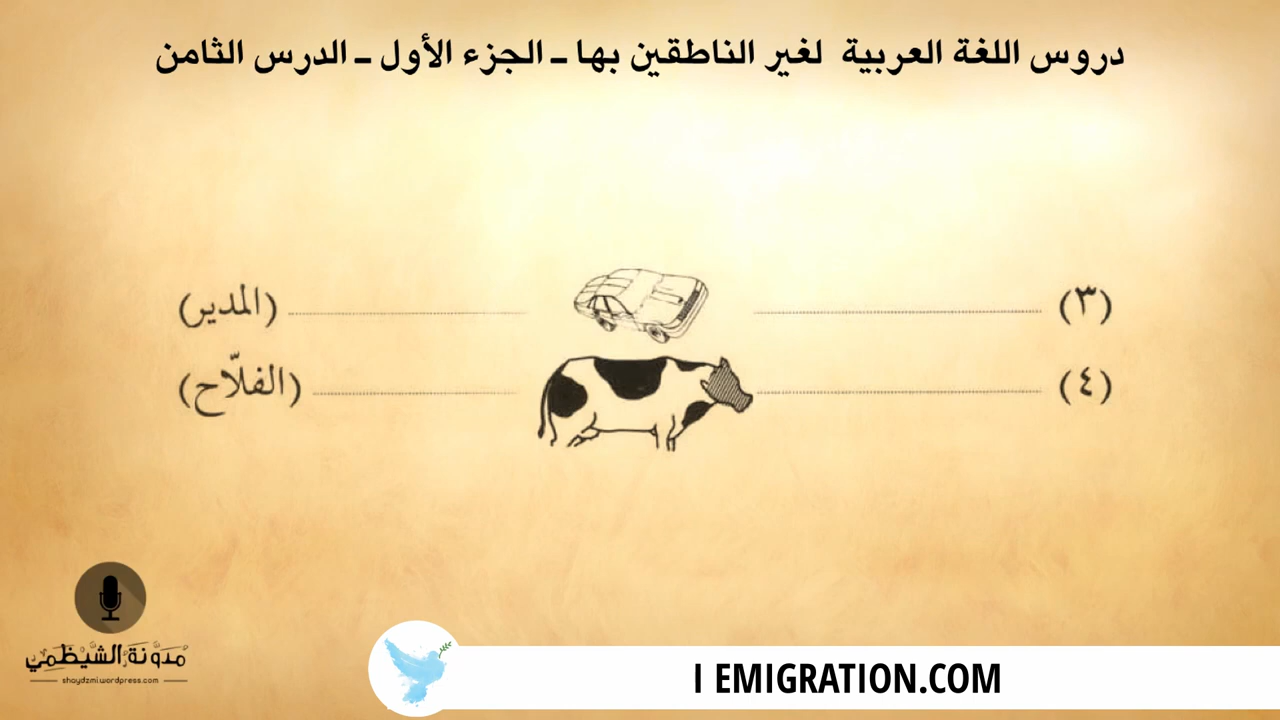 دروس اللغة العربية لغير الناطقين بها ـ الجزء الأول ـ الدرس الثامن
(٣) ........ ........ (المدير)
(٤) ........ ........ (الفلّاح)
مدونة الشيظمي
shaydzmi.wordpress.com
I EMIGRATION.COM